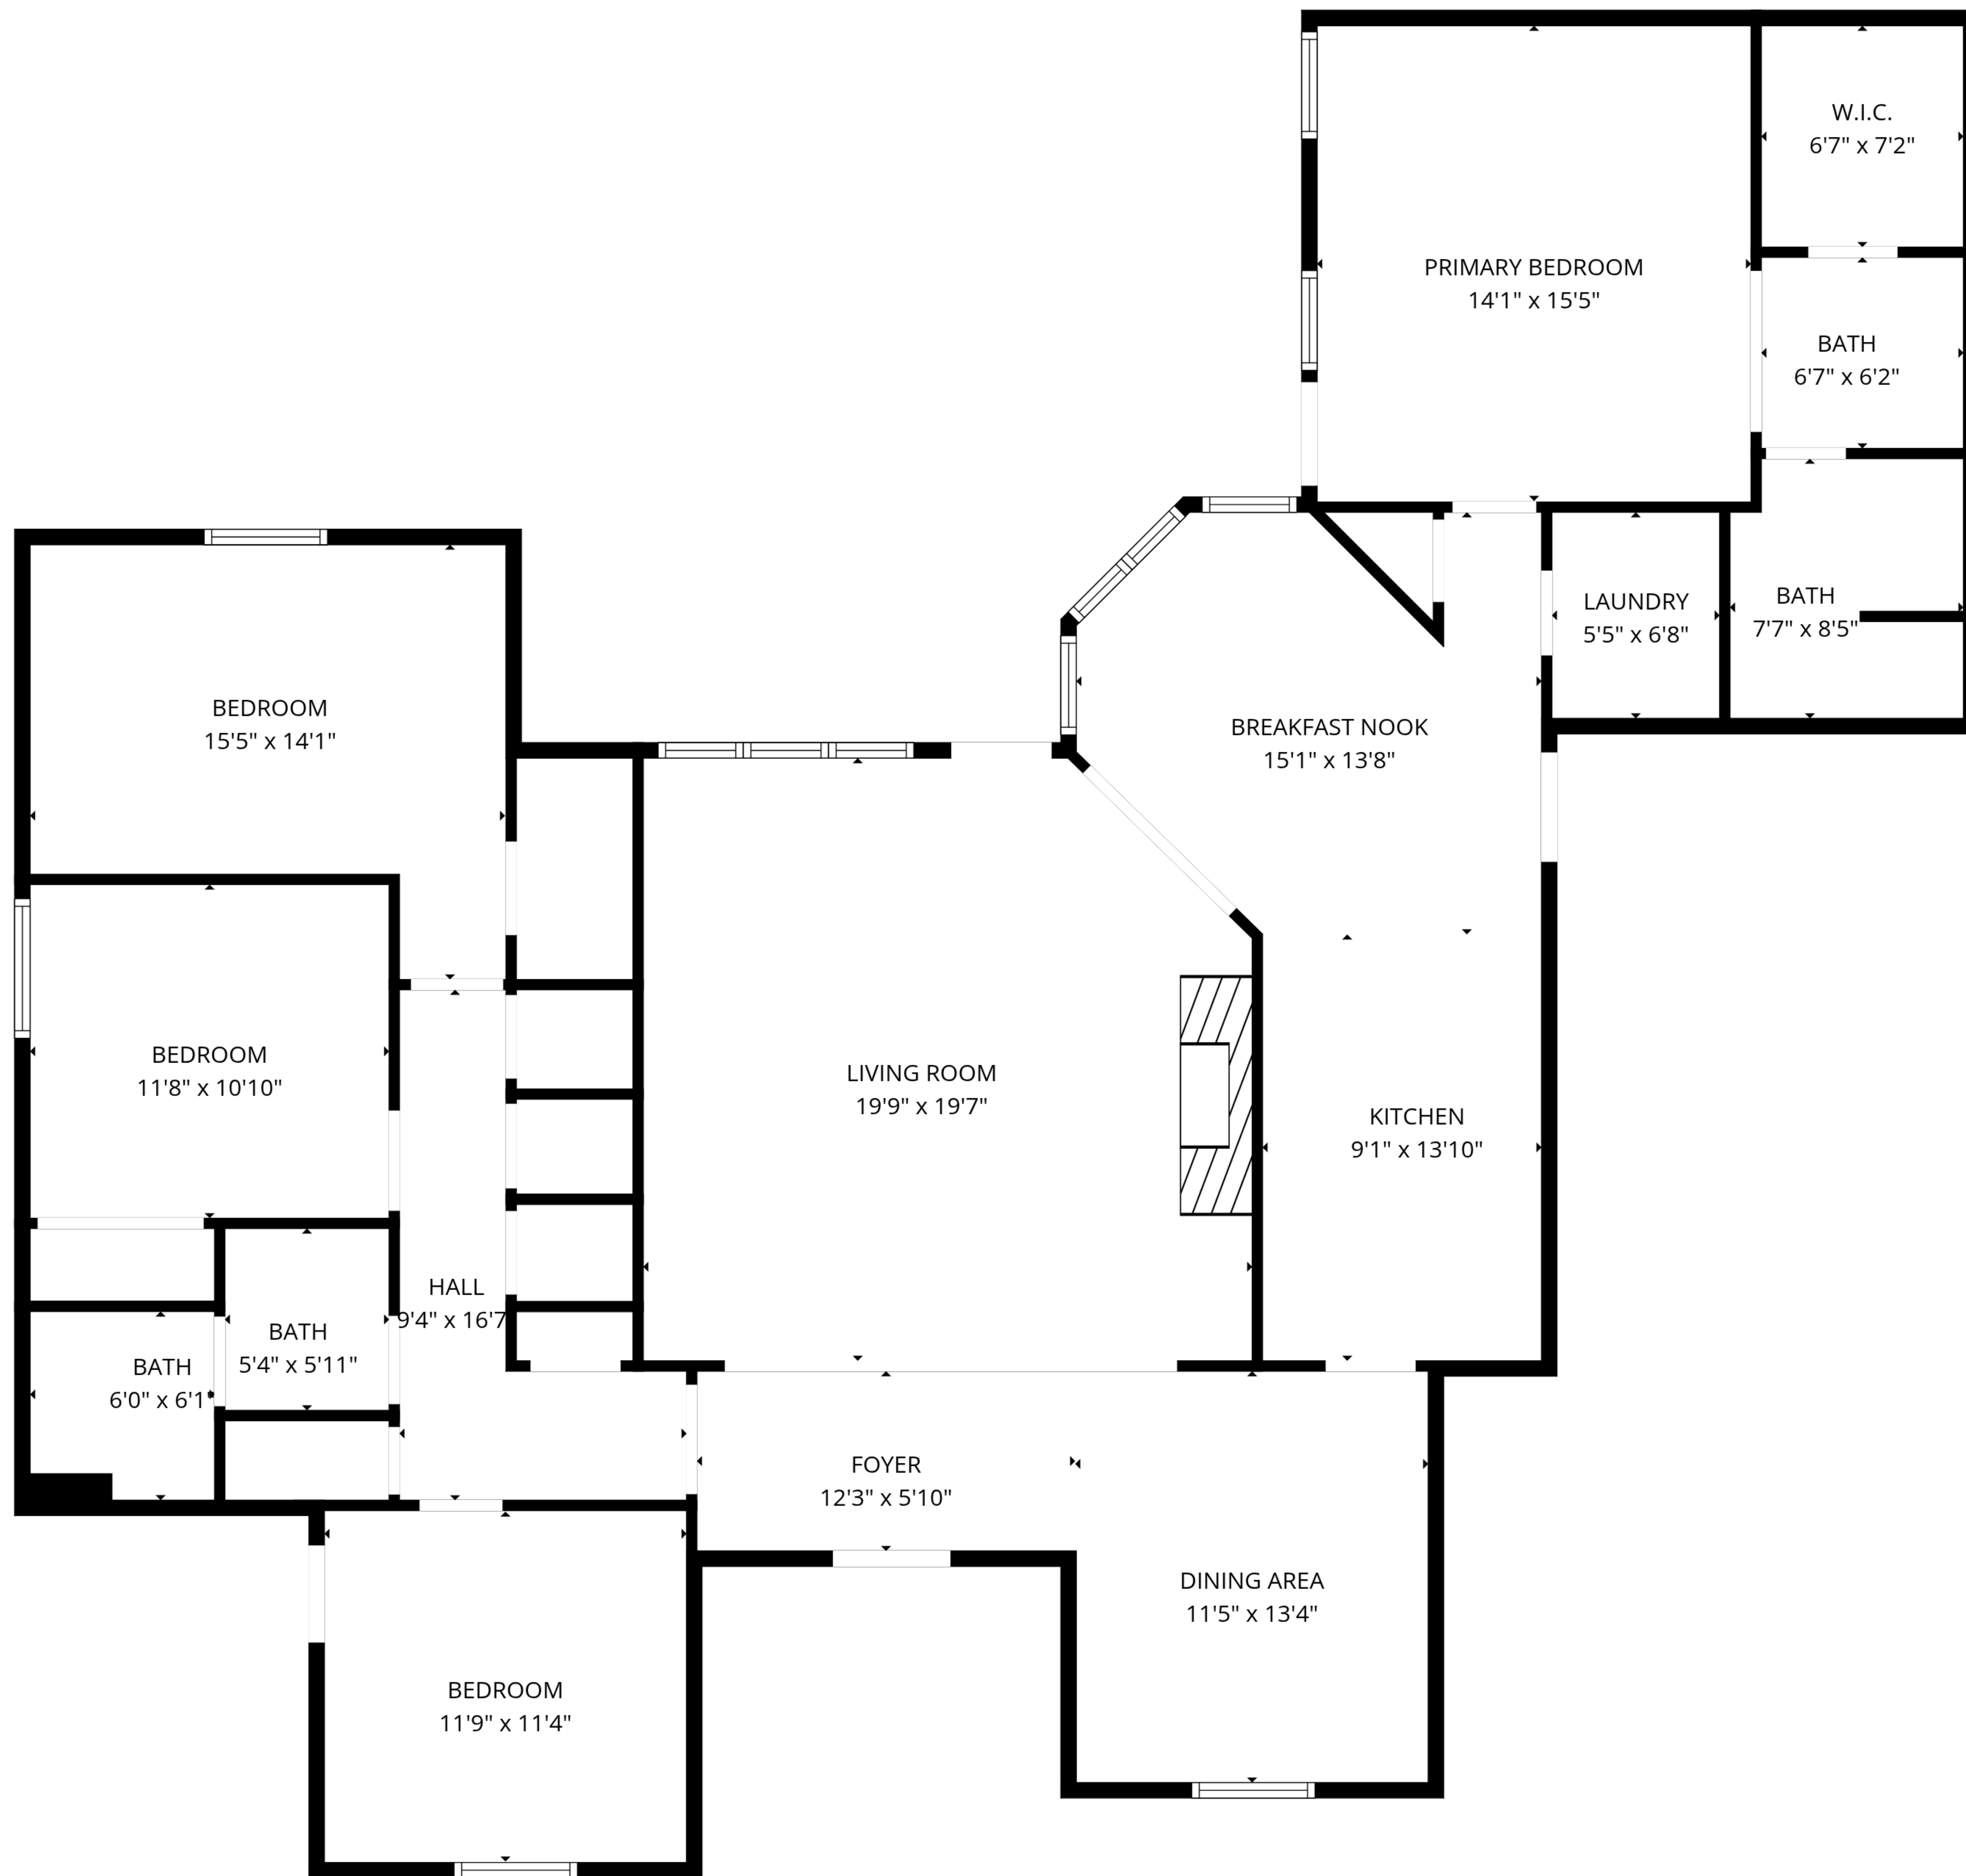 W.I.C.
6'7" x 7'2"
PRIMARY BEDROOM
14'1" x 15'5"
BATH
6'7" x 6'2"
LAUNDRY
5'5" x 6'8"
BATH
7'7" x 8'5"
BEDROOM
15'5" x 14'1"
BREAKFAST NOOK
15'1" x 13'8"
BEDROOM
11'8" x 10'10"
LIVING ROOM
19'9" x 19'7"
KITCHEN
9'1" x 13'10"
HALL
9'4" x 16'7
BATH
5'4" x 5'11"
BATH
6'0" x 6'1"
FOYER
12'3" x 5'10"
DINING AREA
11'5" x 13'4"
BEDROOM
11'9" x 11'4"